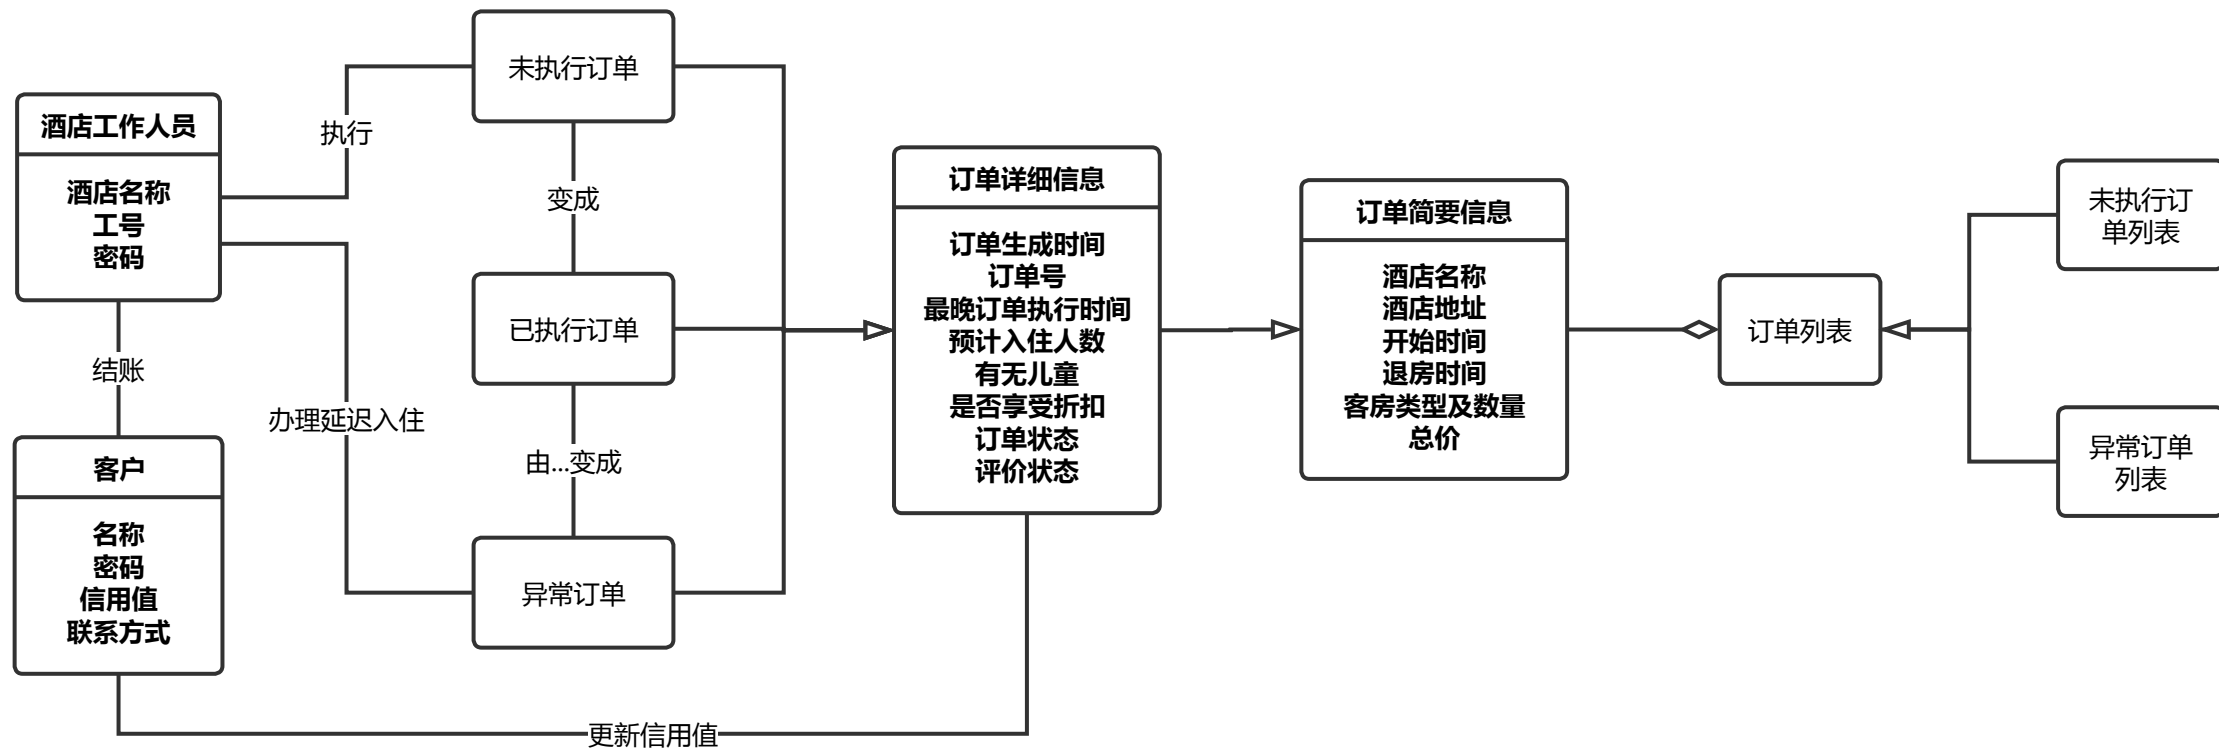 未执行订单
酒店工作人员
酒店名称
工号
密码
执行
变成
已执行订单
结账
办理延迟入住
由...变成
异常订单
客户
名称
密码
信用值
联系方式
更新信用值
订单详细信息
订单生成时间
订单号
最晚订单执行时间
预计入住人数
有无儿童
是否享受折扣
订单状态
评价状态
订单简要信息
酒店名称
酒店地址
开始时间
退房时间
客房类型及数量
总价
订单列表
未执行订
单列表
异常订单
列表